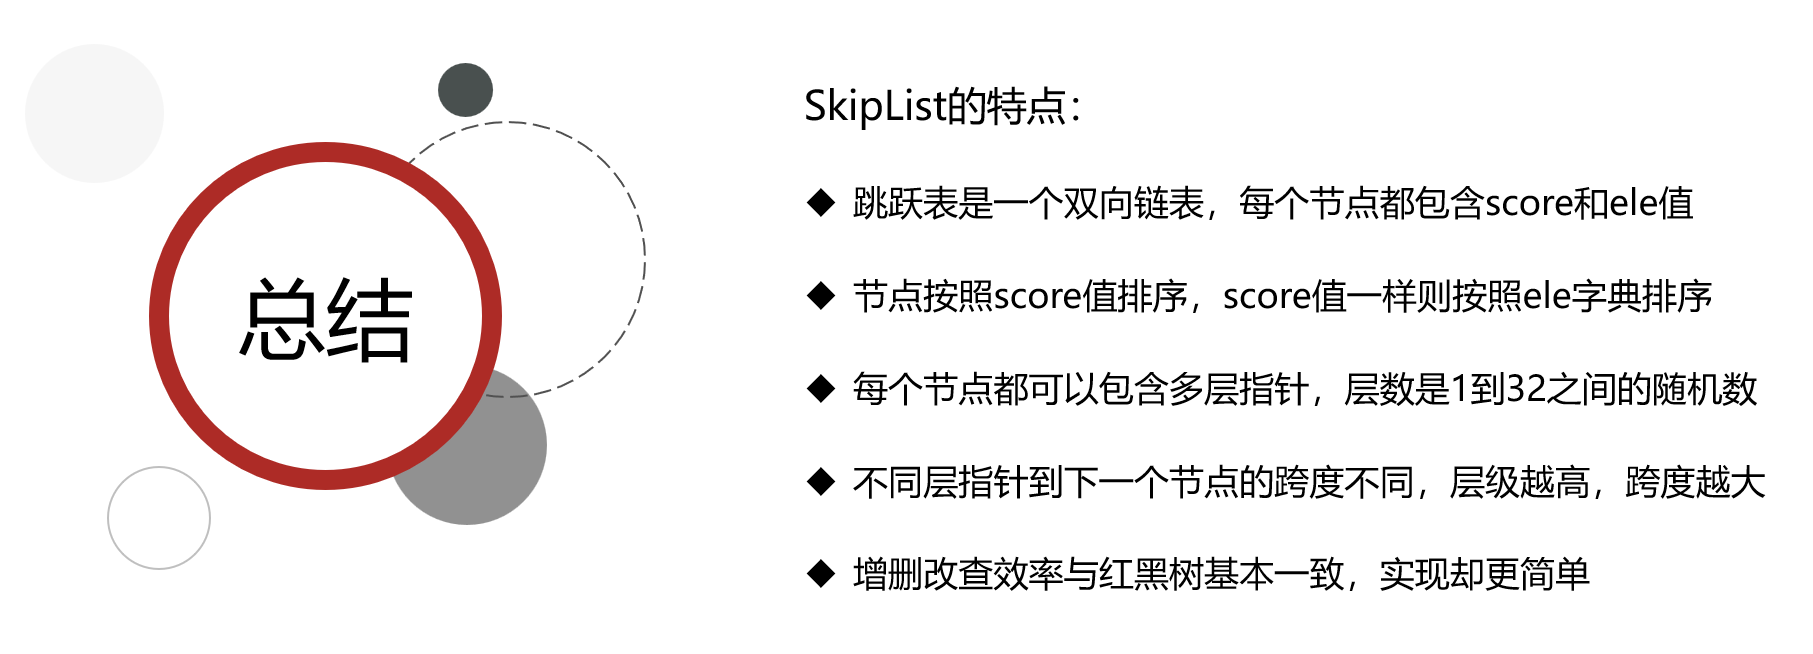 总结
SkipList的特点：
◆ 跳跃表是一个双向链表，每个节点都包含score和ele值
◆ 节点按照score值排序，score值一样则按照ele字典排序
◆ 每个节点都可以包含多层指针，层数是1到32之间的随机数
◆ 不同层指针到下一个节点的跨度不同，层级越高，跨度越大
◆ 增删改查效率与红黑树基本一致，实现却更简单